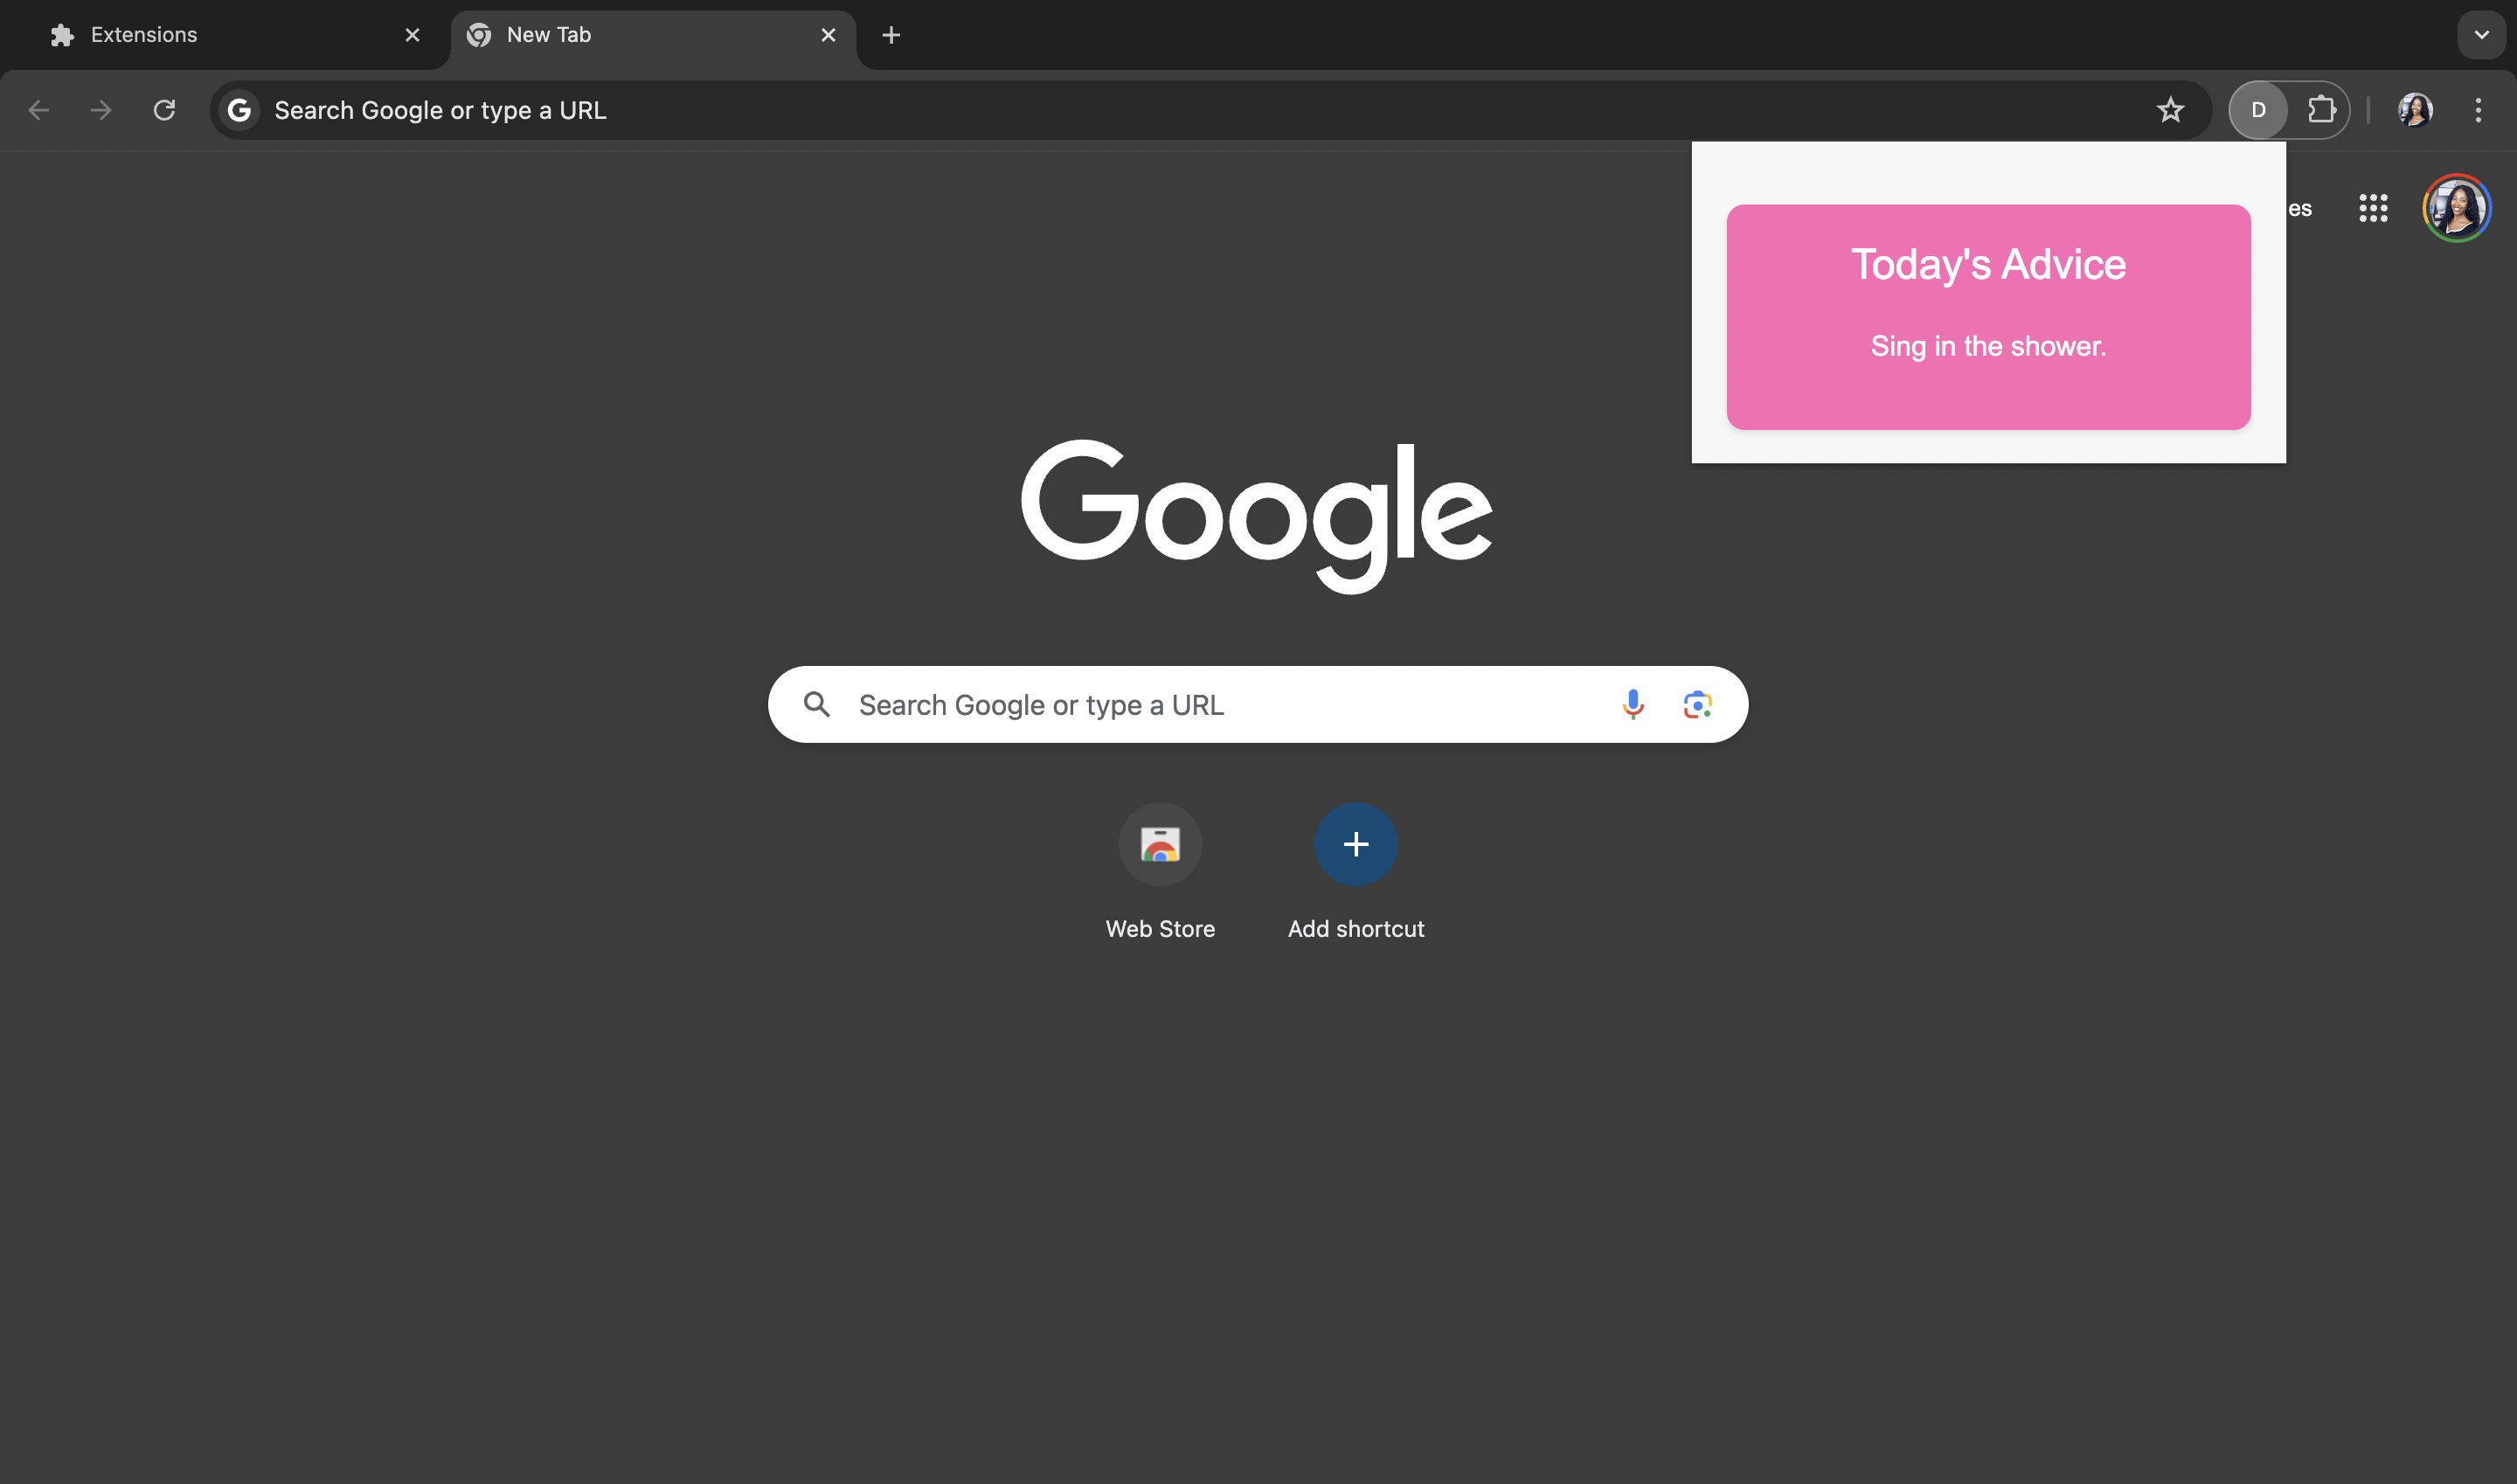 Extensions
New Tab
Search Google or type a URL
D
es
Today's Advice
Sing in the shower.
Google
Search Google or type a URL
Web Store
Add shortcut